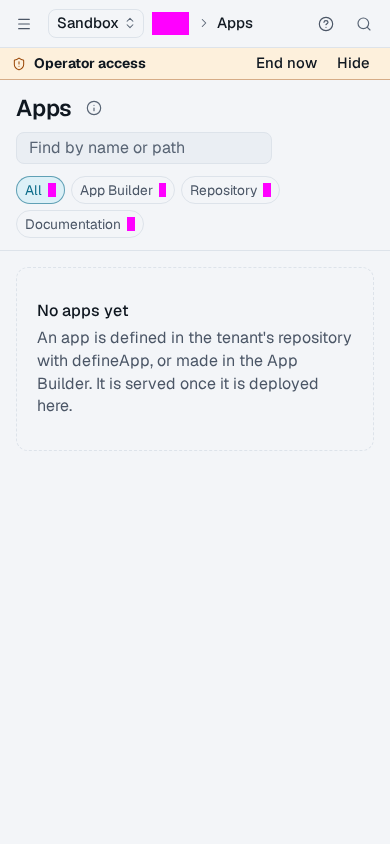 Sandbox Apps
Operator access End now Hide
Apps
Find by name or path
All App Builder Repository
Documentation
No apps yet
An app is defined in the tenant's repository
with defineApp, or made in the App
Builder. It is served once it is deployed
here.